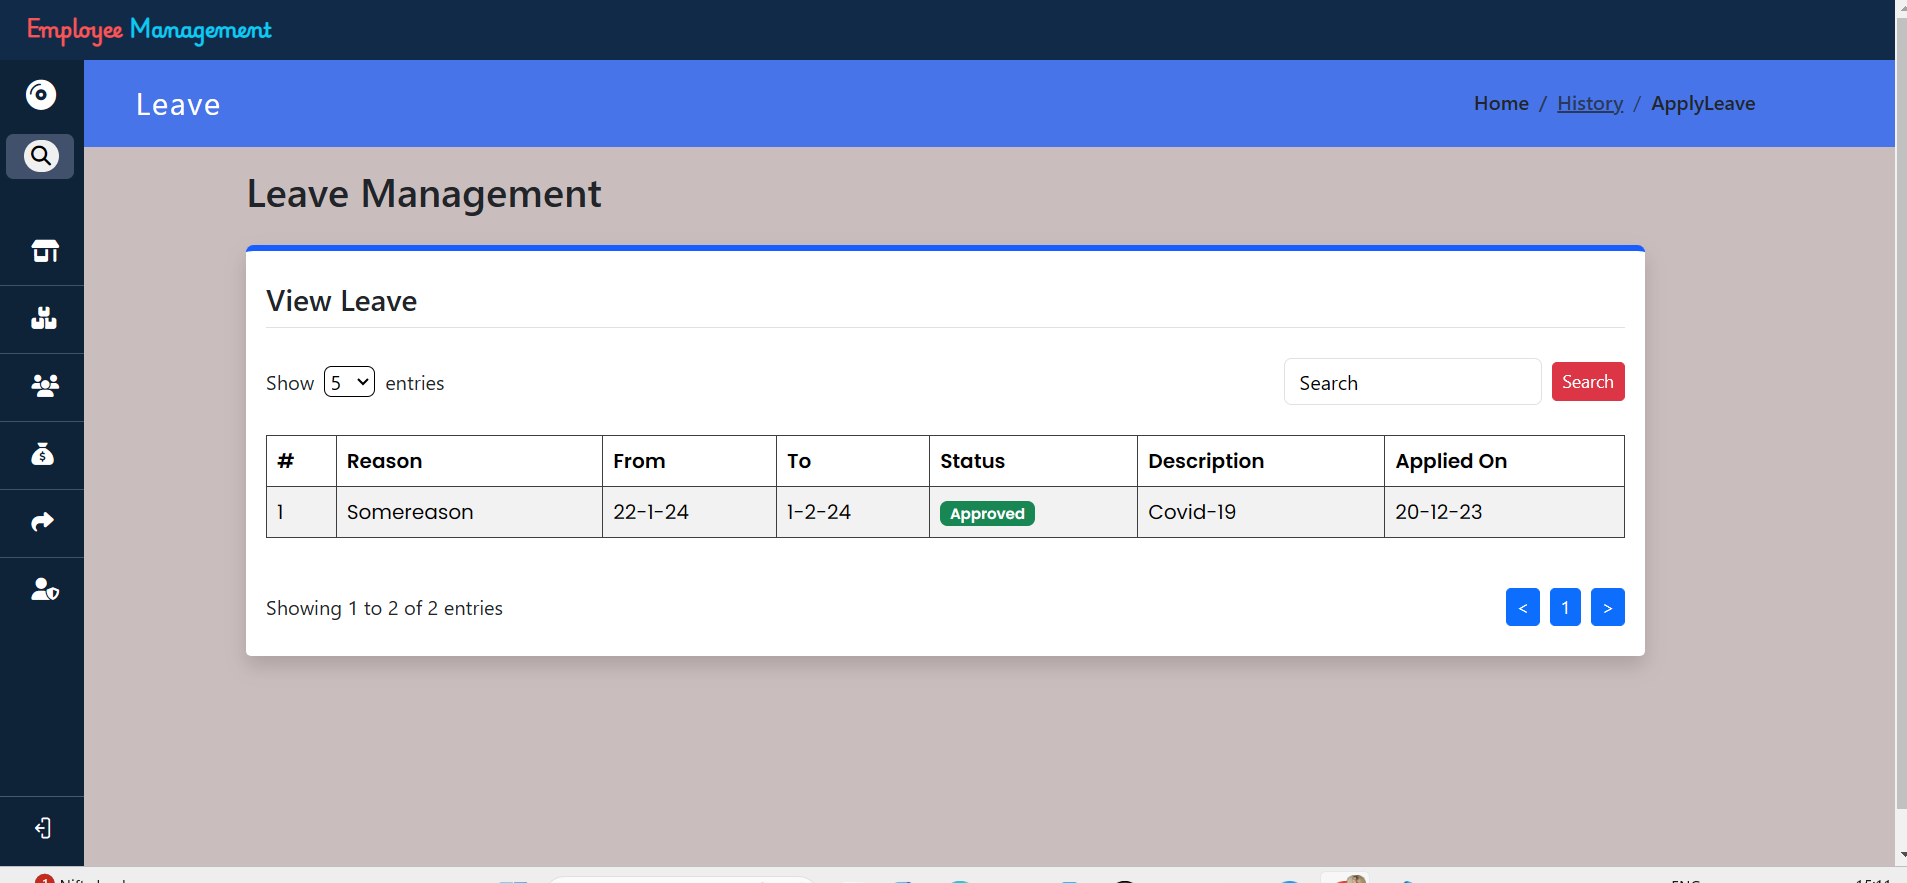 Employee Management
Leave
Home / History / ApplyLeave
Leave Management
View Leave
Show 5 entries
Search
Search
# Reason From To Status Description Applied On
1 Somereason 22-1-24 1-2-24 Approved Covid-19 20-12-23
Showing 1 to 2 of 2 entries
< 1 >